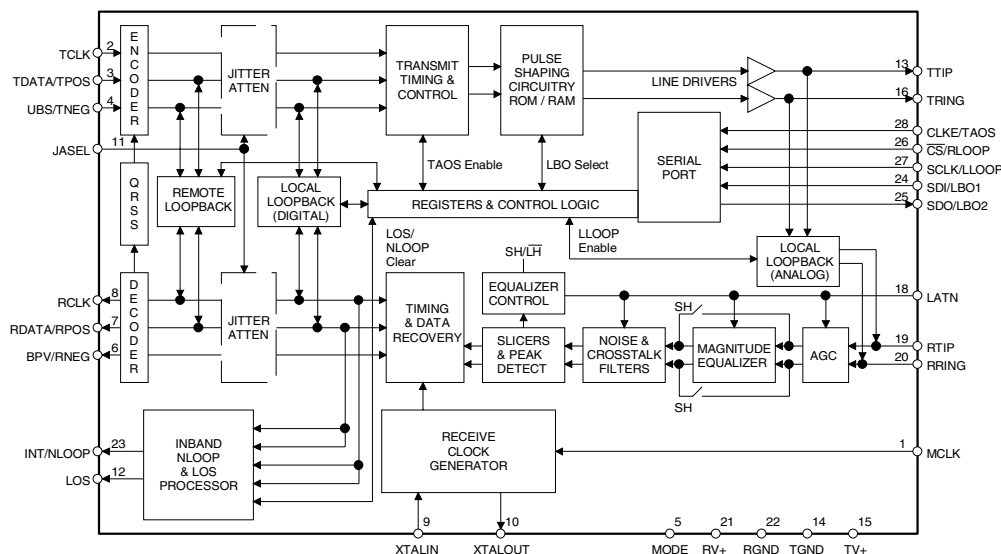 TCLK 2
TDATA/TPOS 3
UBS/TNEG 4
JASEL 11
ENCODER
JITTER
ATTEN
TRANSMIT
TIMING &
CONTROL
PULSE
SHAPING
CIRCUITRY
ROM / RAM
LINE DRIVERS
13 TTIP
16 TRING
28 CLKE/TAOS
26 CS/RLOOP
27 SCLK/LLOOP
24 SDI/LBO1
25 SDO/LBO2
SERIAL
PORT
TAOS Enable
LBO Select
QRSS
REMOTE
LOOPBACK
LOCAL
LOOPBACK
(DIGITAL)
REGISTERS & CONTROL LOGIC
LOS/
NLOOP
Clear
SH/LH
LLOOP
Enable
LOCAL
LOOPBACK
(ANALOG)
RCLK 8
RDATA/RPOS 7
BPV/RNEG 6
DECODER
JITTER
ATTEN
TIMING
& DATA
RECOVERY
EQUALIZER
CONTROL
18 LATN
SLICERS
& PEAK
DETECT
NOISE &
CROSSTALK
FILTERS
SH
MAGNITUDE
EQUALIZER
SH
AGC
19 RTIP
20 RRING
INT/NLOOP 23
LOS 12
INBAND
NLOOP
& LOS
PROCESSOR
RECEIVE
CLOCK
GENERATOR
1 MCLK
9 10 5 21 22 14 15
XTALIN XTALOUT MODE RV+ RGND TGND TV+